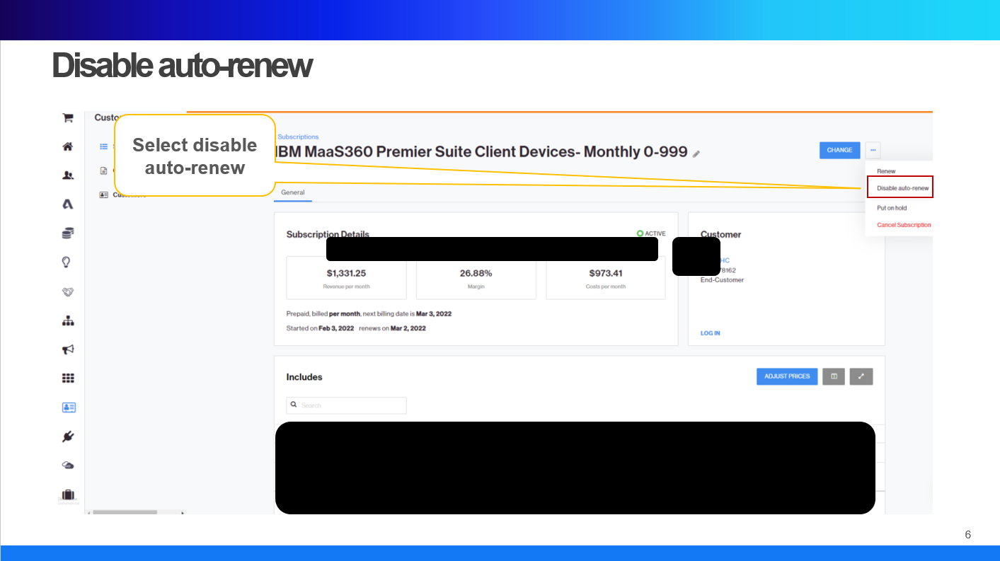 Disable auto-renew
Select disable
auto-renew
Subscriptions
IBM MaaS360 Premier Suite Client Devices- Monthly 0-999
CHANGE
Renew
Disable auto-renew
Put on hold
Cancel Subscription
General
Subscription Details
ACTIVE
$1,331.25
Revenue per month
26.88%
Margin
$973.41
Costs per month
Prepaid, billed per month, next billing date is Mar 3, 2022
Started on Feb 3, 2022 renews on Mar 2, 2022
Customer
End-Customer
LOG IN
Includes
ADJUST PRICES
Search
6